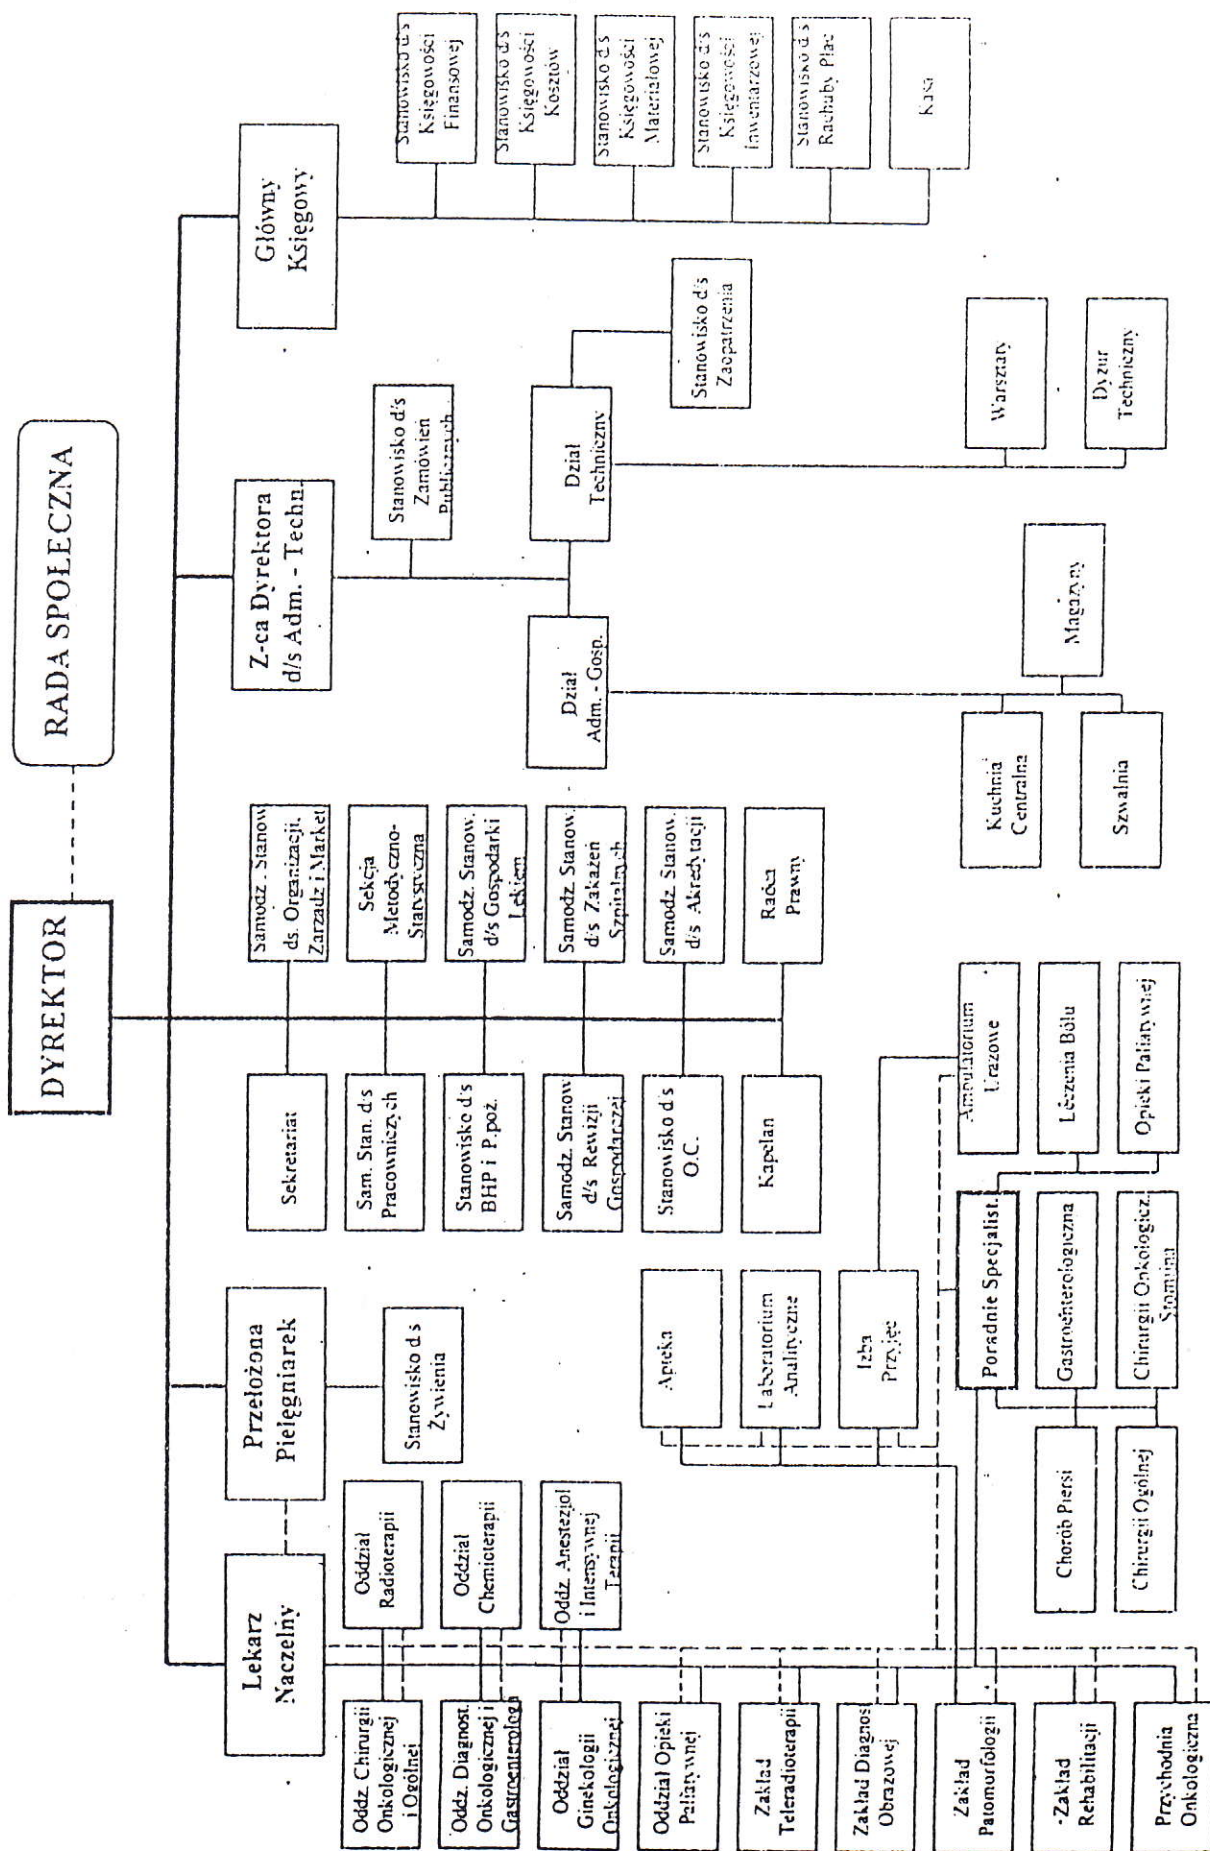 DYREKTOR
RADA SPOŁECZNA
Lekarz
Naczelny
Przełożona
Pielęgniarek
Z-ca Dyrektora
d/s Adm. - Techn.
Główny
Księgowy
Oddz. Chirurgii
Onkologicznej
i Ogólnej
Oddział
Radioterapii
Oddz. Diagnost.
Onkologicznej i
Gastroenterolog
Oddział
Chemioterapii
Oddział
Ginekologii
Onkologicznej
Oddz. Anestezjol
i Intensywnej
Terapii
Oddział Opieki
Paliatywnej
Zakład
Teleradioterapii
Zakład Diagnost
Obrazowej
Zakład
Patomorfologii
-Zakład
Rehabilitacji
Przychodnia
Onkologiczna
Stanowisko d s
Żywienia
Apteka
Laboratorium
Analityczne
Izba
Przyjęć
Poradnie Specjalist.
Ambulatorium
Urazowe
Chorób Piersi
Gastroenterologiczna
Leczenia Bólu
Chirurgii Ogólnej
Chirurgii Onkologicz.
Stomijna
Opieki Paliatywnej
Sekretariat
Samodz. Stanow
ds. Organizacji.
Zarzadz i Market
Sam. Stan. d/s
Pracowniczych
Sekcja
Metodyczno-
Statystyczna
Stanowisko d/s
BHP i P.poż.
Samodz. Stanow.
d/s Gospodarki
Lekiem
Samodz. Stanow
d/s Rewizji
Gospodarczej
Samodz. Stanow.
d/s Zakażeń
Szpitalnych
Stanowisko d s
O.C.
Samodz. Stanow.
d/s Akredytacji
Kapelan
Radca
Prawny
Stanowisko d/s
Zamówień
Publicznych
Dział
Adm. - Gosp.
Dział
Techniczny
Stanowisko d/s
Zaopatrzenia
Kuchnia
Centralna
Magazyny
Szwalnia
Warsztaty
Dyżur
Techniczny
Stanowisko d/s
Księgowości
Finansowej
Stanowisko d/s
Księgowości
Kosztów
Stanowisko d/s
Księgowości
Materiałowej
Stanowisko d/s
Księgowości
Inwentarzowej
Stanowisko d s
Rachuby Płac
Kasa